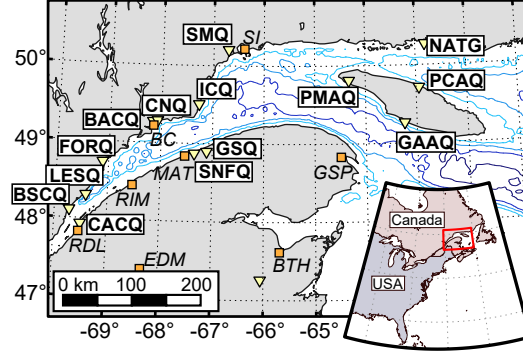 SMQ
SI
NATG
50°
ICQ
PCAQ
PMAQ
CNQ
BACQ
BC
GAAQ
49°
FORQ
GSQ
MAT
SNFQ
GSP
LESQ
RIM
BSCQ
Canada
48°
CACQ
RDL
EDM
BTH
USA
0 km 100 200
47°
-69° -68° -67° -66° -65°